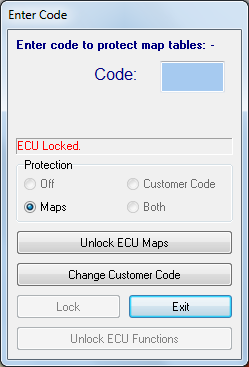 Enter Code
Enter code to protect map tables: -
Code:
ECU Locked.
Protection
Off
Customer Code
Maps
Both
Unlock ECU Maps
Change Customer Code
Lock
Exit
Unlock ECU Functions